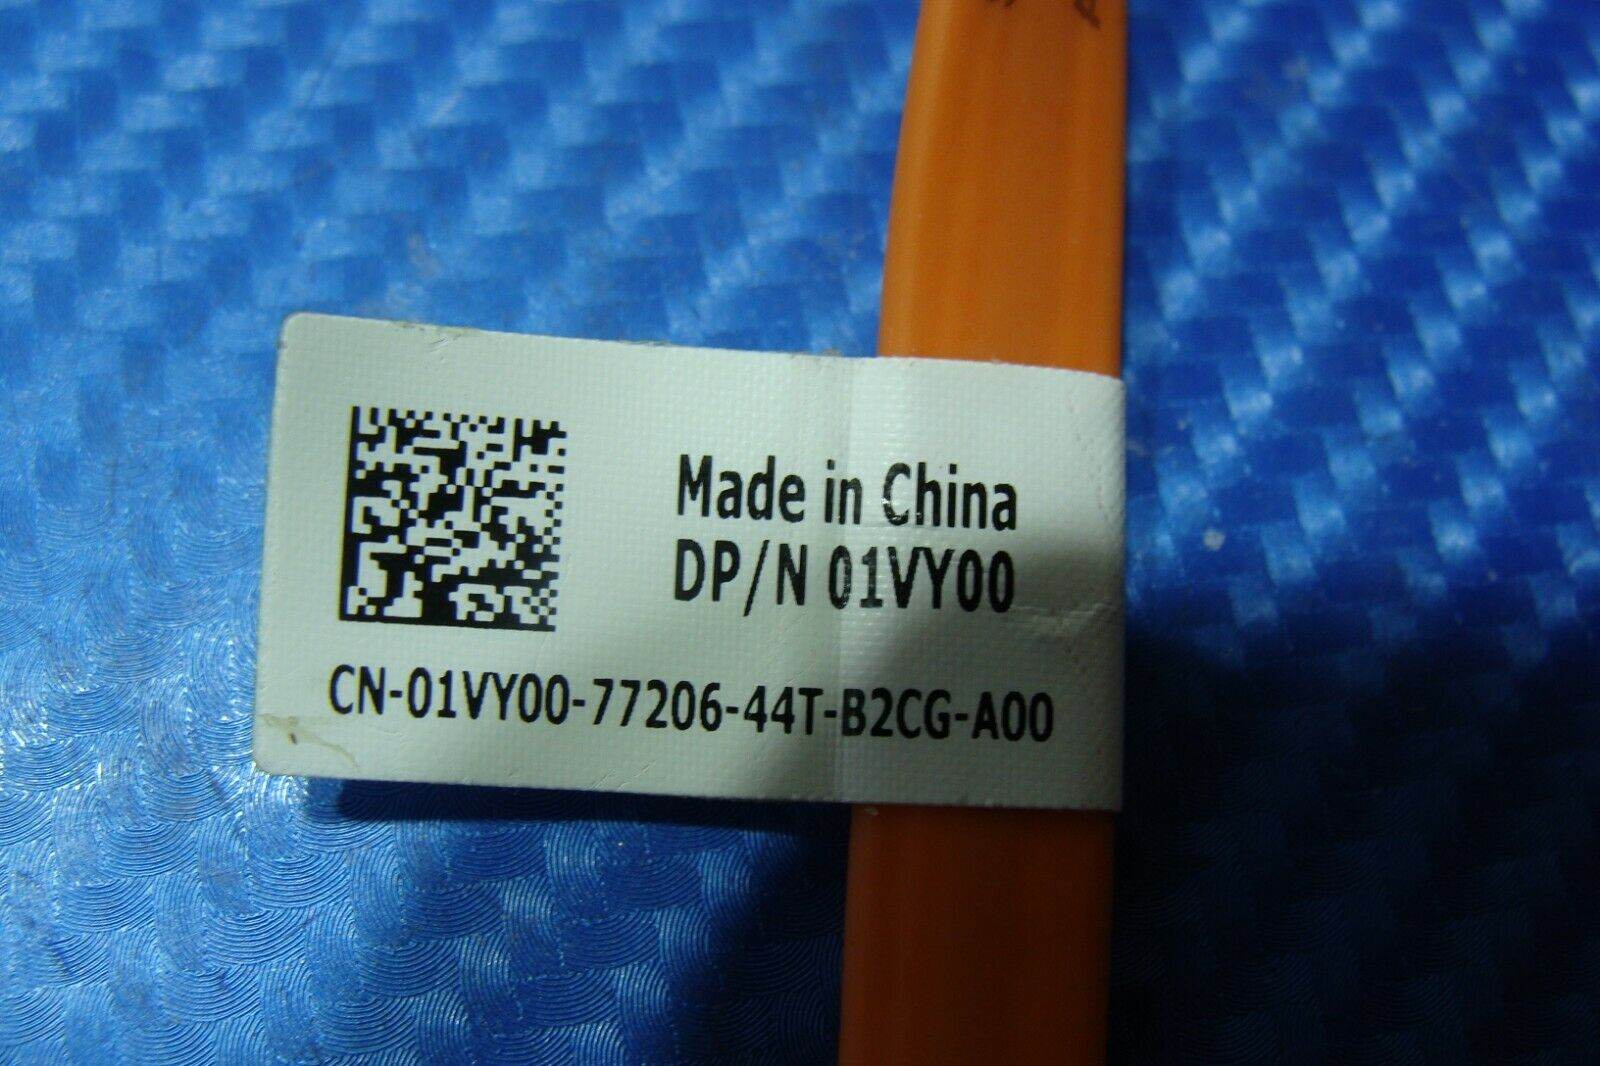 Made in China
DP/N 01VY00
CN-01VY00-77206-44T-B2CG-A00